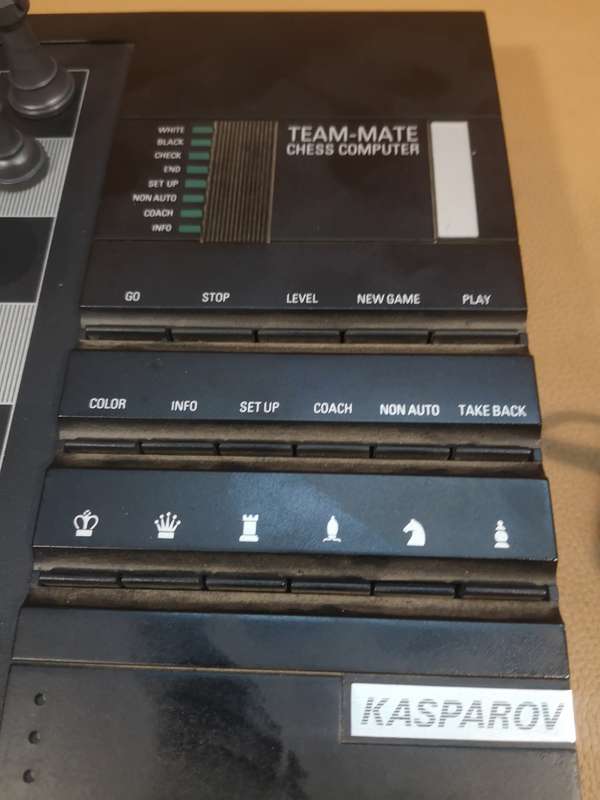 WHITE
BLACK
CHECK
END
SET UP
NON AUTO
COACH
INFO
TEAM-MATE
CHESS COMPUTER
GO STOP LEVEL NEW GAME PLAY
COLOR INFO SET UP COACH NON AUTO TAKE BACK
KASPAROV